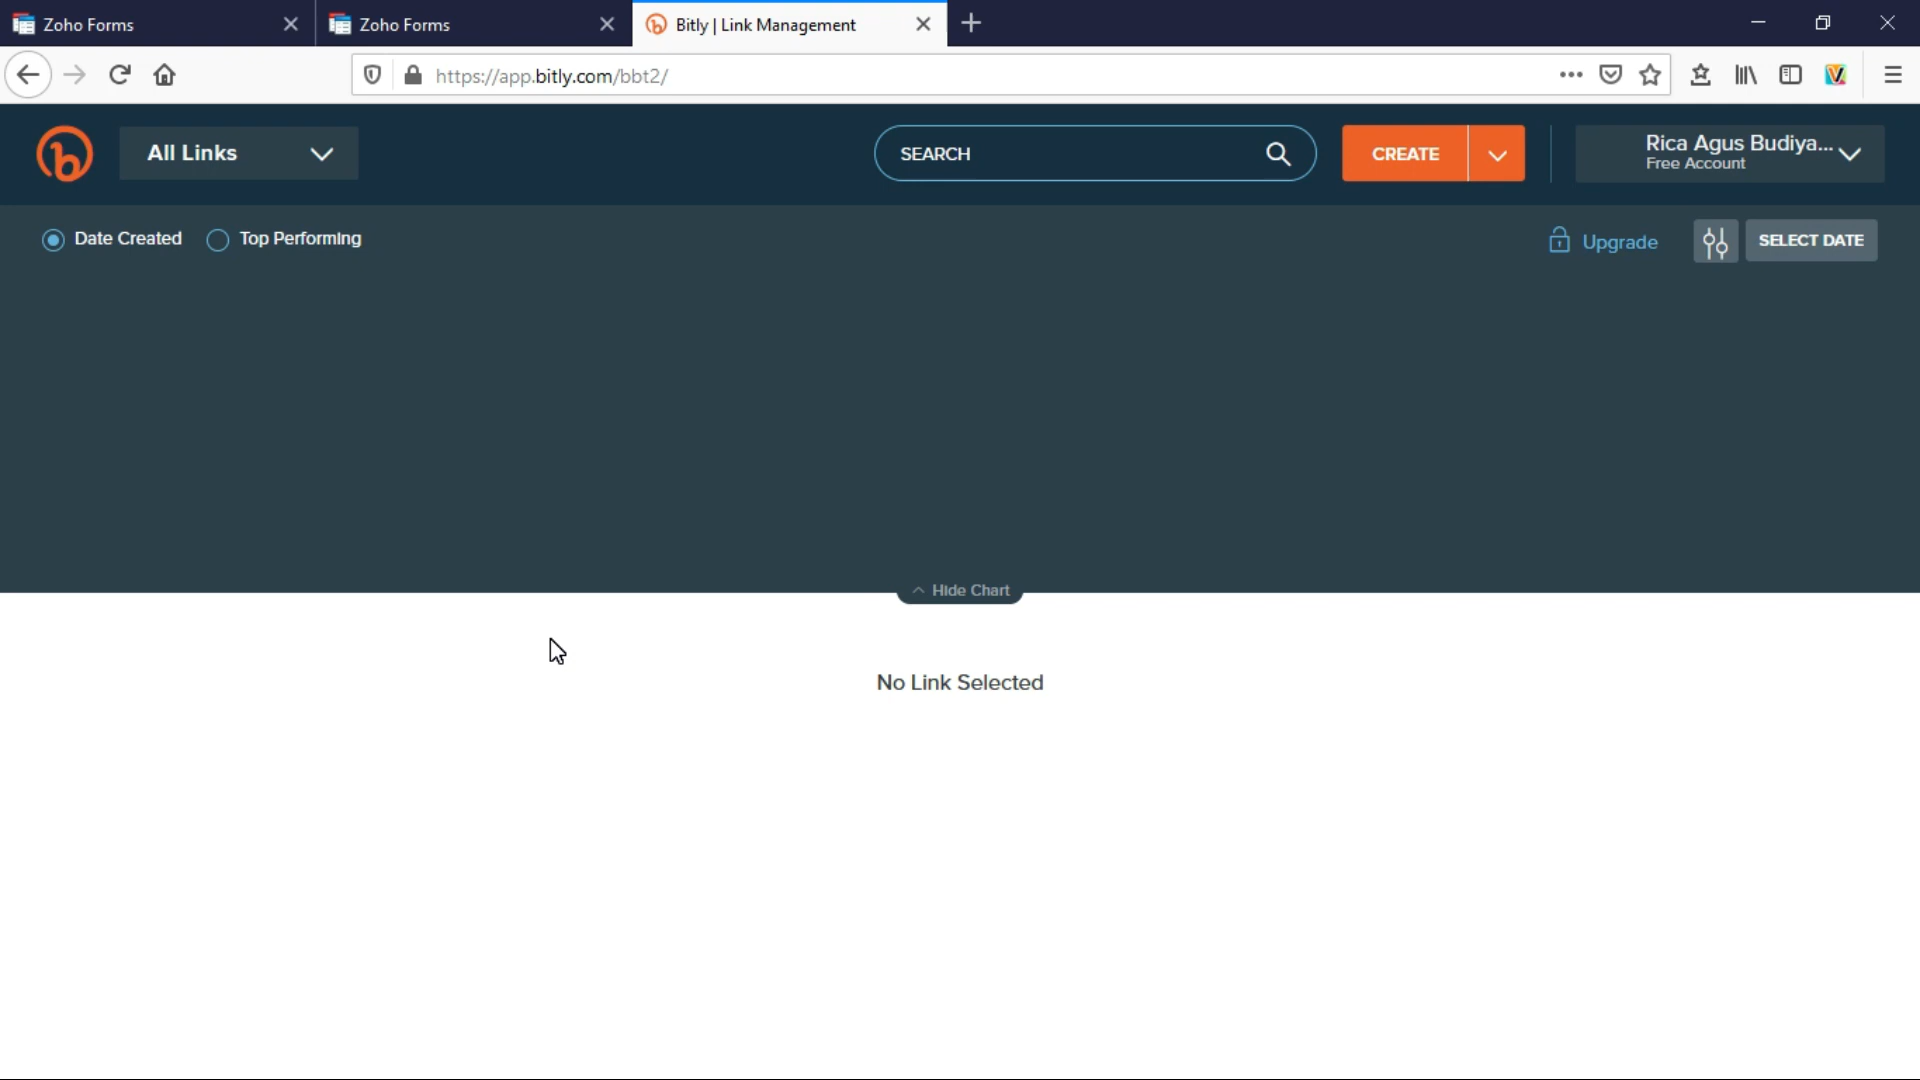 Zoho Forms
Zoho Forms
Bitly | Link Management
https://app.bitly.com/bbt2/
All Links
SEARCH
CREATE
Rica Agus Budiya...
Free Account
Date Created
Top Performing
Upgrade
SELECT DATE
Hide Chart
No Link Selected